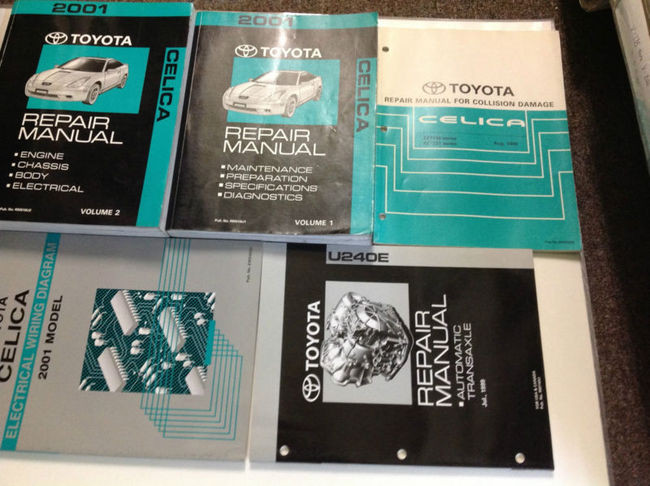 2001
TOYOTA
CELICA
REPAIR
MANUAL
ENGINE
CHASSIS
BODY
ELECTRICAL
VOLUME 2
2001
TOYOTA
CELICA
REPAIR
MANUAL
MAINTENANCE
PREPARATION
SPECIFICATIONS
DIAGNOSTICS
VOLUME 1
TOYOTA
REPAIR MANUAL FOR COLLISION DAMAGE
CELICA
CELICA
ELECTRICAL WIRING DIAGRAM
2001 MODEL
U240E
TOYOTA
REPAIR
MANUAL
AUTOMATIC
TRANSAXLE
Jul., 1999